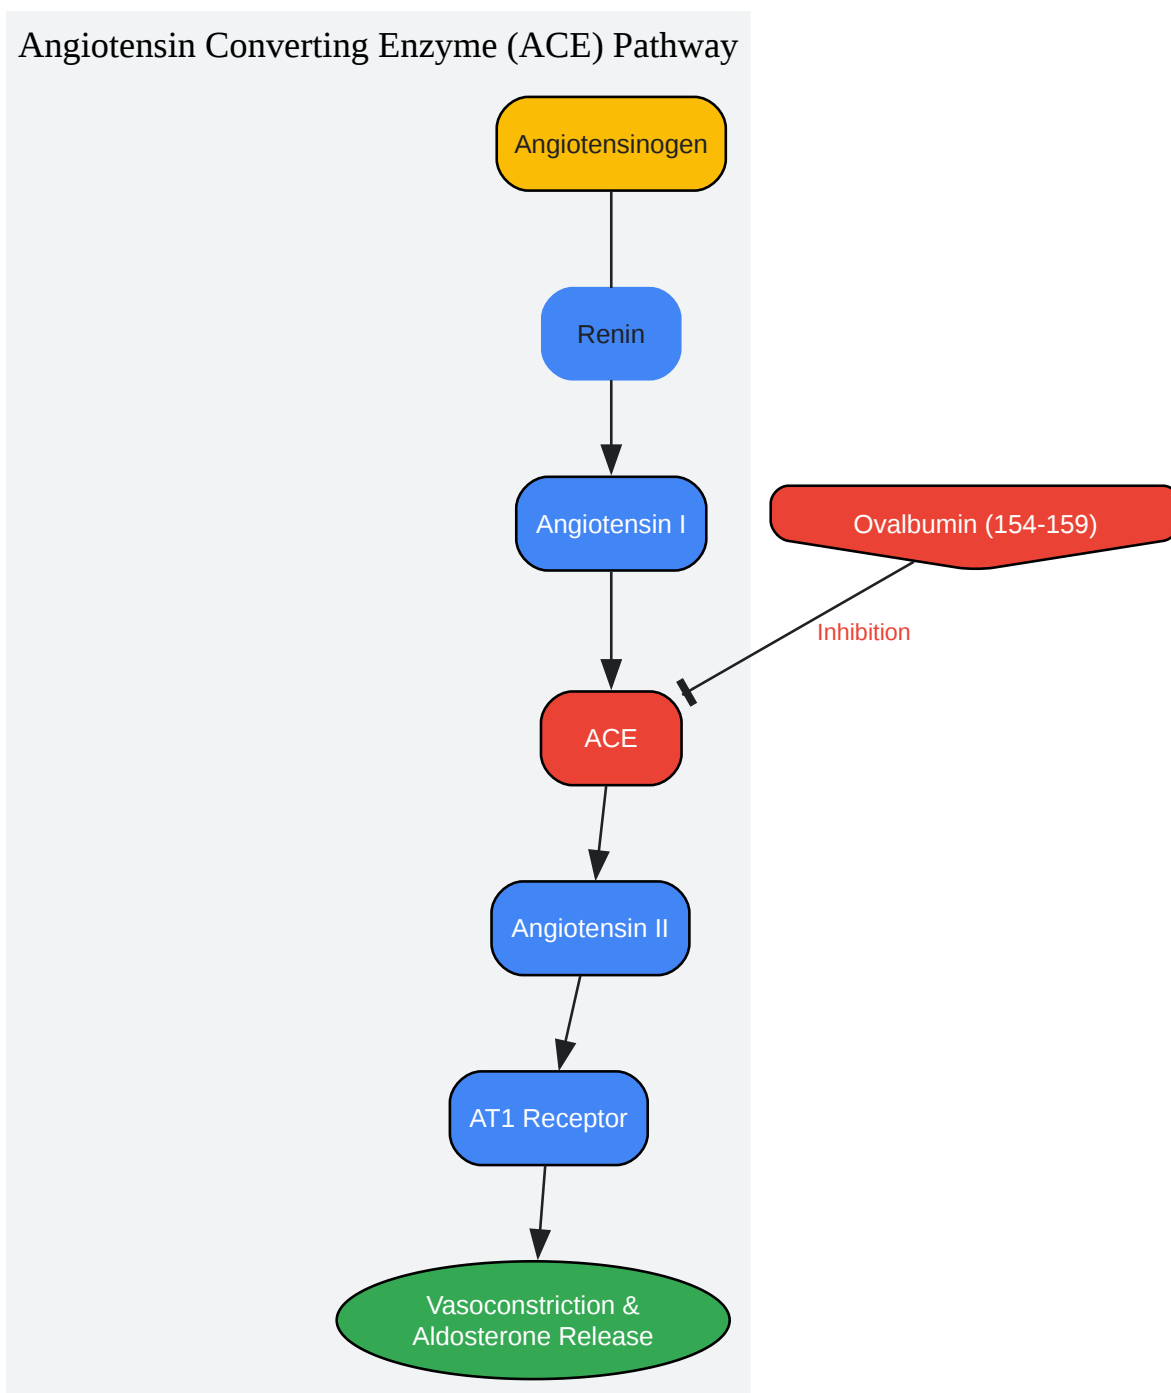 Angiotensin Converting Enzyme (ACE) Pathway
Angiotensinogen
Renin
Angiotensin I
Ovalbumin (154-159)
Inhibition
ACE
Angiotensin II
AT1 Receptor
Vasoconstriction &
Aldosterone Release